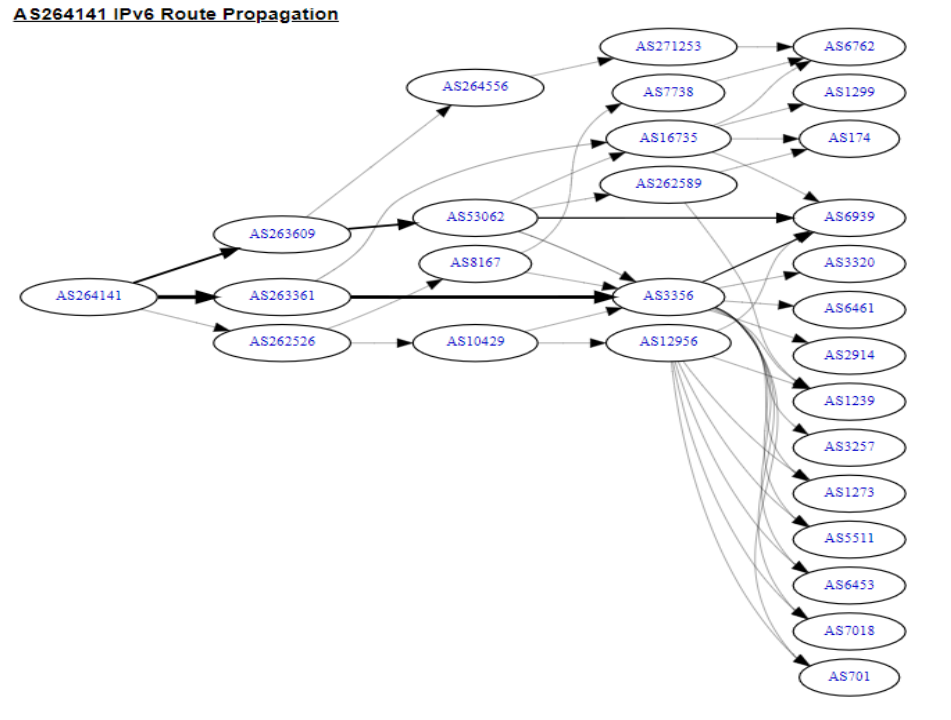 AS264141 IPv6 Route Propagation
AS271253
AS6762
AS264556
AS7738
AS1299
AS16735
AS174
AS262589
AS53062
AS6939
AS263609
AS8167
AS3320
AS264141
AS263361
AS3356
AS6461
AS262526
AS10429
AS12956
AS2914
AS1239
AS3257
AS1273
AS5511
AS6453
AS7018
AS701